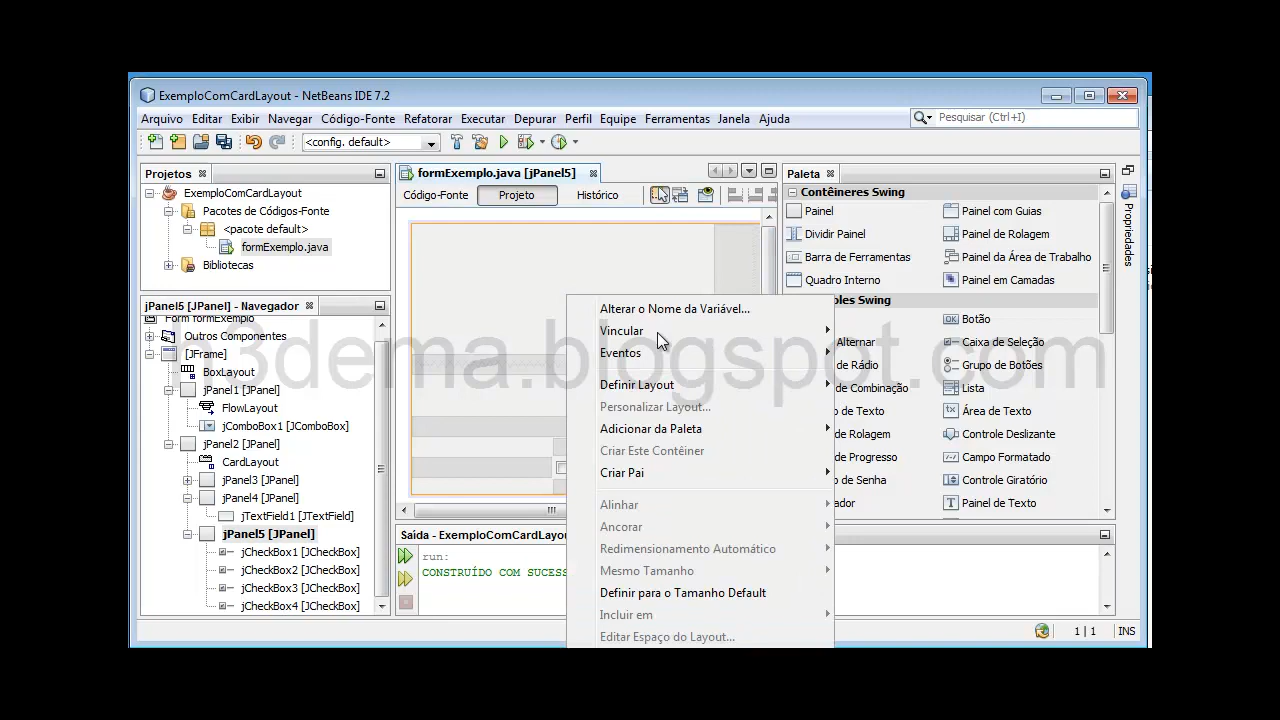 ExemploComCardLayout - NetBeans IDE 7.2
Arquivo Editar Exibir Navegar Código-Fonte Refatorar Executar Depurar Perfil Equipe Ferramentas Janela Ajuda
Pesquisar (Ctrl+I)
<config. default>
Projetos
ExemploComCardLayout
Pacotes de Códigos-Fonte
<pacote default>
formExemplo.java
Bibliotecas
jPanel5 [JPanel] - Navegador
Form formExemplo
Outros Componentes
[JFrame]
BoxLayout
jPanel1 [JPanel]
FlowLayout
jComboBox1 [JComboBox]
jPanel2 [JPanel]
CardLayout
jPanel3 [JPanel]
jPanel4 [JPanel]
jTextField1 [JTextField]
jPanel5 [JPanel]
jCheckBox1 [JCheckBox]
jCheckBox2 [JCheckBox]
jCheckBox3 [JCheckBox]
jCheckBox4 [JCheckBox]
formExemplo.java [jPanel5]
Código-Fonte Projeto Histórico
Alterar o Nome da Variável...
Vincular
Eventos
Definir Layout
Personalizar Layout...
Adicionar da Paleta
Criar Este Contêiner
Criar Pai
Alinhar
Ancorar
Redimensionamento Automático
Mesmo Tamanho
Definir para o Tamanho Default
Incluir em
Editar Espaço do Layout...
Saída - ExemploComCardLayou
run:
CONSTRUÍDO COM SUCESS
Paleta
Contêineres Swing
Painel Painel com Guias
Dividir Painel Painel de Rolagem
Barra de Ferramentas Painel da Área de Trabalho
Quadro Interno Painel em Camadas
les Swing
Botão
Alternar Caixa de Seleção
de Rádio Grupo de Botões
de Combinação Lista
de Texto Área de Texto
de Rolagem Controle Deslizante
de Progresso Campo Formatado
de Senha Controle Giratório
ador Painel de Texto
Propriedades
1 | 1 INS
3dema.blogspot.com